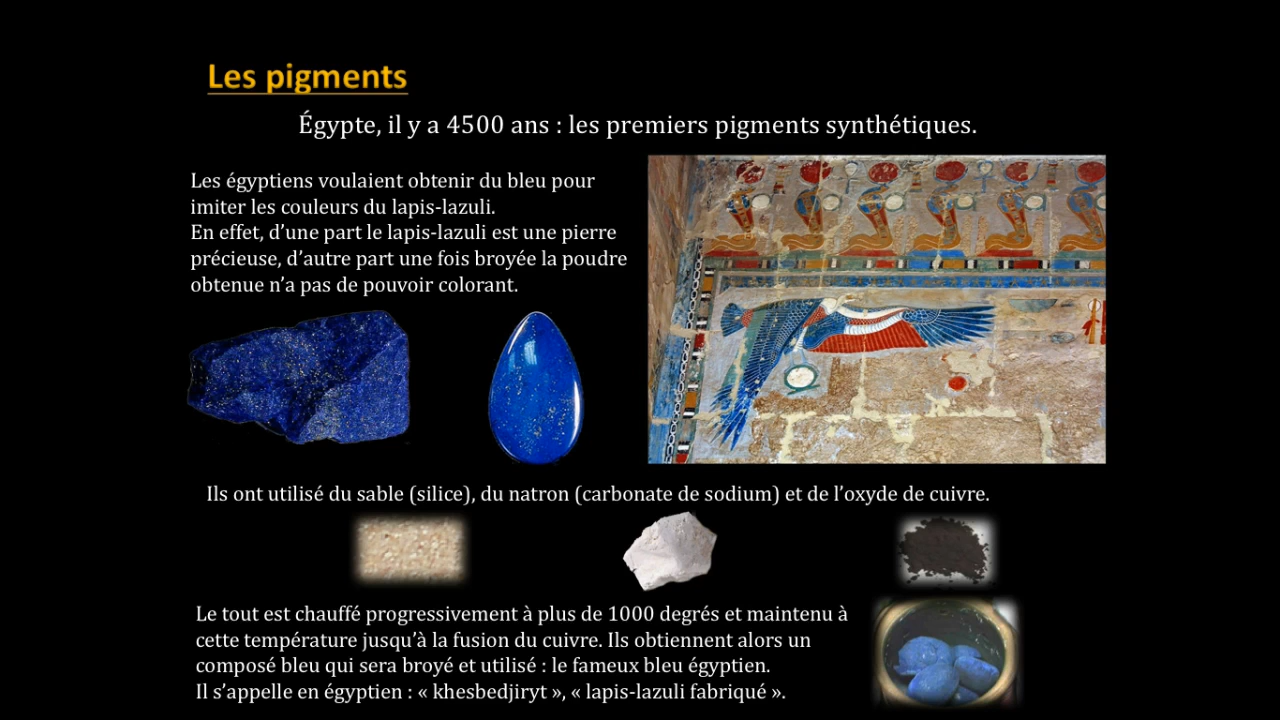 Les pigments
Égypte, il y a 4500 ans : les premiers pigments synthétiques.
Les égyptiens voulaient obtenir du bleu pour
imiter les couleurs du lapis-lazuli.
En effet, d’une part le lapis-lazuli est une pierre
précieuse, d’autre part une fois broyée la poudre
obtenue n’a pas de pouvoir colorant.
Ils ont utilisé du sable (silice), du natron (carbonate de sodium) et de l’oxyde de cuivre.
Le tout est chauffé progressivement à plus de 1000 degrés et maintenu à
cette température jusqu’à la fusion du cuivre. Ils obtiennent alors un
composé bleu qui sera broyé et utilisé : le fameux bleu égyptien.
Il s’appelle en égyptien : « khesbedjiryt », « lapis-lazuli fabriqué ».